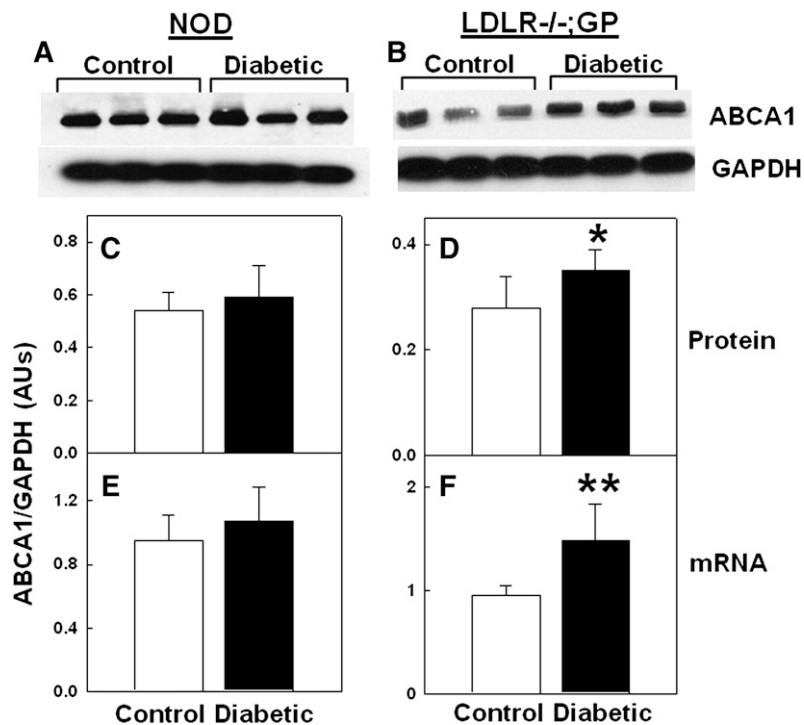 NOD LDLR-/-;GP
A Control Diabetic B Control Diabetic
ABCA1
GAPDH
ABCA1/GAPDH (AUs)
C
0.8
0.6
0.4
0.2
0.0
D *
0.4
0.2
0.0
Protein
E
1.2
0.8
0.4
0.0
F **
2
1
0
mRNA
Control Diabetic Control Diabetic